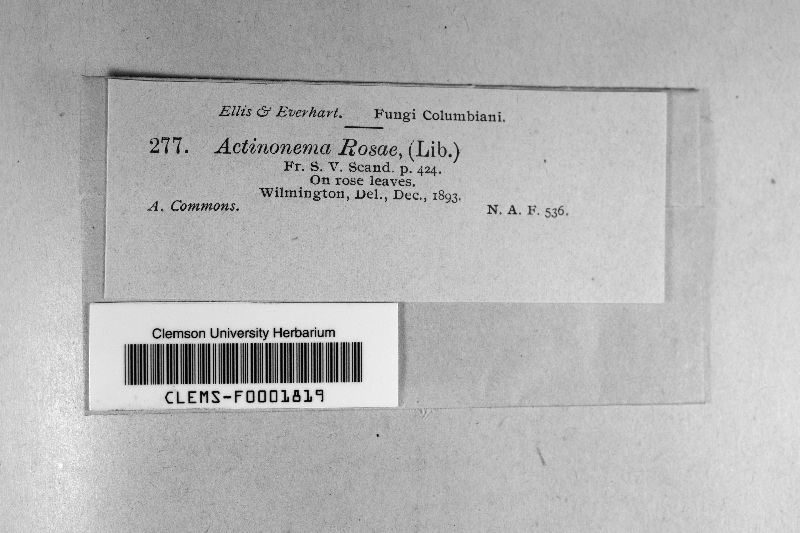 Ellis & Everhart. Fungi Columbiani.
277. Actinonema Rosae, (Lib.)
Fr. S. V. Scand. p. 424.
On rose leaves.
Wilmington, Del., Dec., 1893.
A. Commons. N. A. F. 536.
Clemson University Herbarium
CLEMS-F0001819